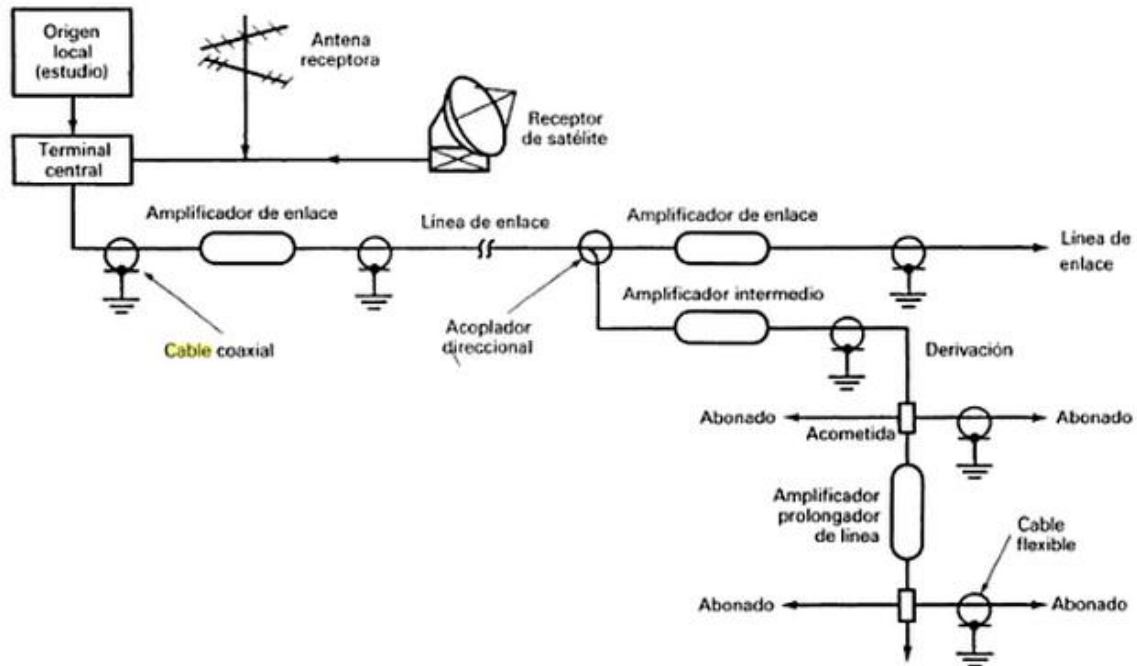 Origen
local
(estudio)
Antena
receptora
Receptor
de satélite
Terminal
central
Amplificador de enlace
Línea de enlace
Amplificador de enlace
Línea de
enlace
Amplificador intermedio
Cable coaxial
Acoplador
direccional
Derivación
Abonado
Acometida
Abonado
Amplificador
prolongador
de línea
Cable
flexible
Abonado
Abonado